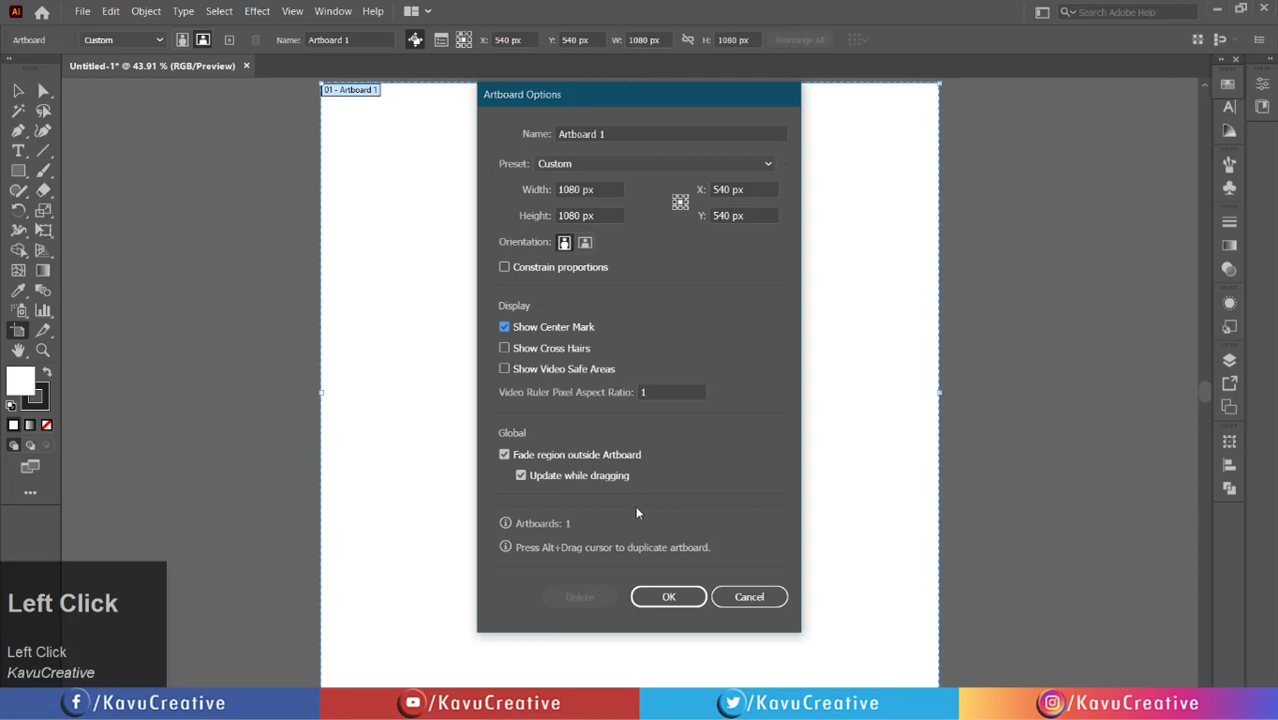 Ai File Edit Object Type Select Effect View Window Help Search Adobe Help
Artboard Custom Name: Artboard 1 X: 540 px Y: 540 px W: 1080 px H: 1080 px Rearrange All
Untitled-1* @ 43.91 % (RGB/Preview) ×
01 - Artboard 1
Artboard Options
Name: Artboard 1
Preset: Custom
Width: 1080 px X: 540 px
Height: 1080 px Y: 540 px
Orientation:
Constrain proportions
Display
Show Center Mark
Show Cross Hairs
Show Video Safe Areas
Video Ruler Pixel Aspect Ratio: 1
Global
Fade region outside Artboard
Update while dragging
Artboards: 1
Press Alt+Drag cursor to duplicate artboard.
Delete OK Cancel
Left Click
Left Click
KavuCreative
/KavuCreative /KavuCreative /KavuCreative /KavuCreative